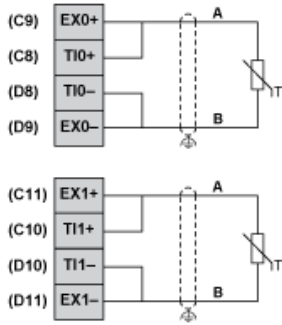 (C9) EX0+ A
(C8) TI0+
(D8) TI0–
T
(D9) EX0– B
(C11) EX1+ A
(C10) TI1+
(D10) TI1–
T
(D11) EX1– B